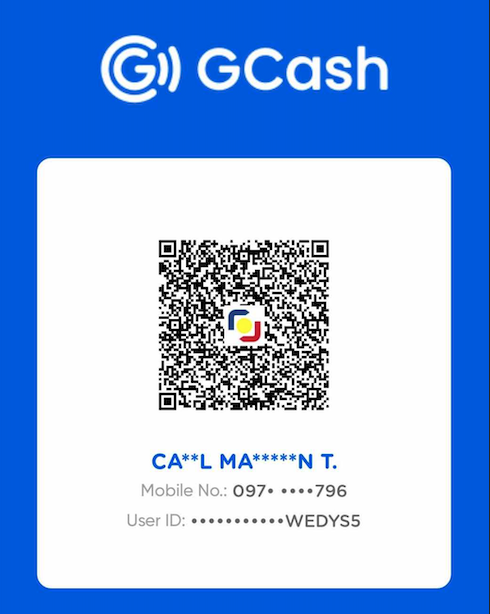 GCash
CA**L MA*****N T.
Mobile No.: 097• ••••796
User ID: •••••••••••WEDYS5